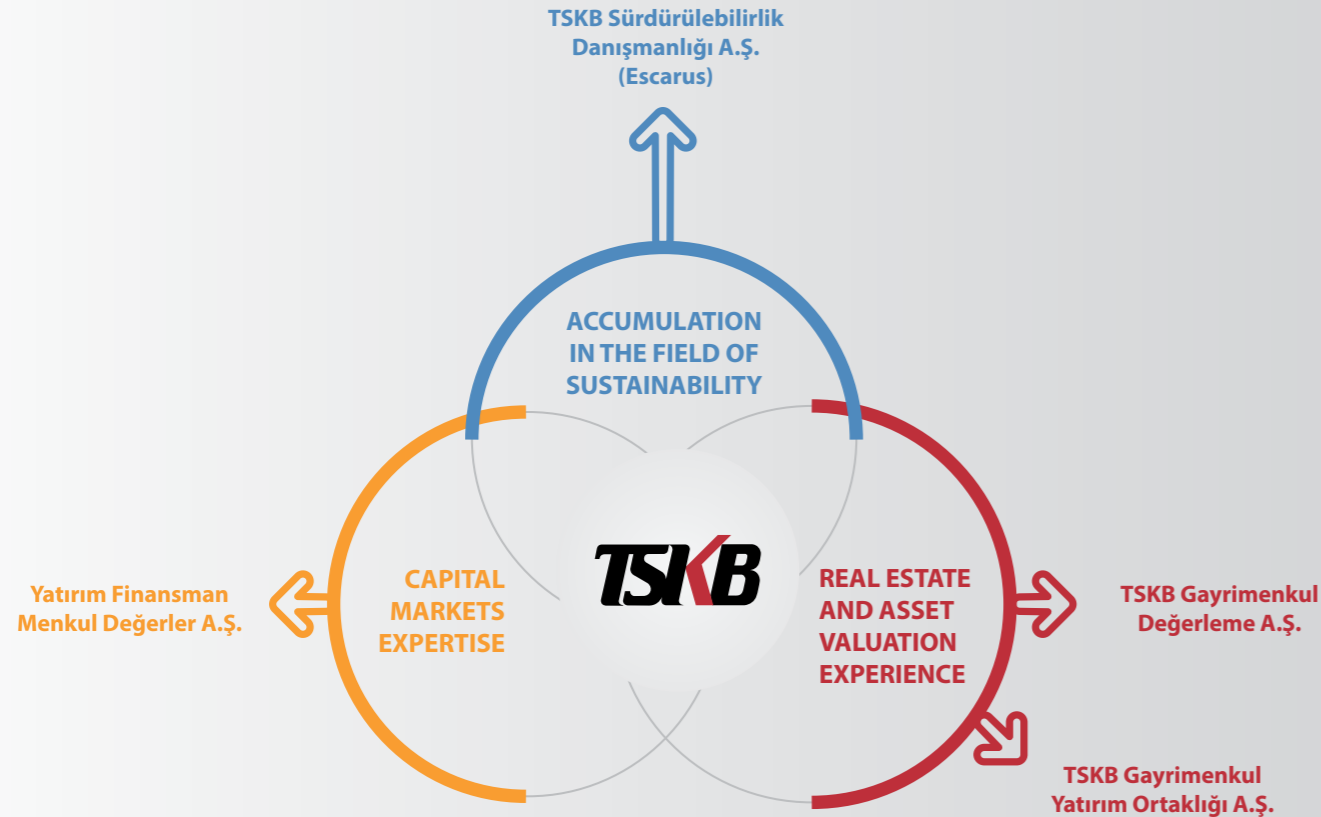 TSKB Sürdürülebilirlik
Danışmanlığı A.Ş.
(Escarus)
ACCUMULATION
IN THE FIELD OF
SUSTAINABILITY
Yatırım Finansman
Menkul Değerler A.Ş.
CAPITAL
MARKETS
EXPERTISE
TSKB
REAL ESTATE
AND ASSET
VALUATION
EXPERIENCE
TSKB Gayrimenkul
Değerleme A.Ş.
TSKB Gayrimenkul
Yatırım Ortaklığı A.Ş.